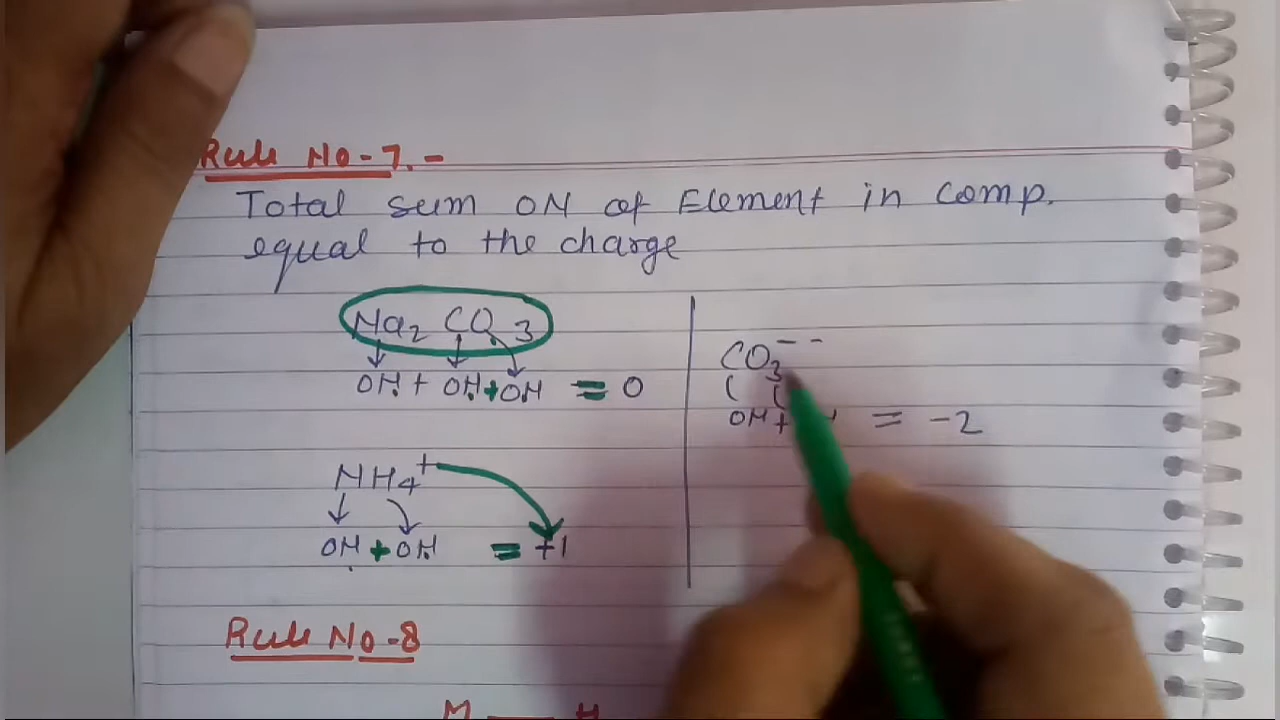 Rule No-7.-
Total sum ON of Element in comp.
equal to the charge
Na2 CO3
ON + ON + ON = 0
NH4+
ON + ON = +1
CO3--
ON + = -2
Rule No-8
M — H